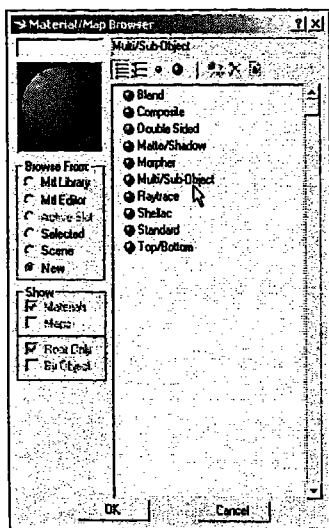 Material/Map Browser
Multi/Sub-Object
Blend
Composite
Double Sided
Matte/Shadow
Morpher
Multi/Sub-Object
Raytrace
Shellac
Standard
Top/Bottom
Browse From:
Mtl Library
Mtl Editor
Active Slot
Selected
Scene
New
Show
Materials
Maps
Root Only
By Object
OK
Cancel